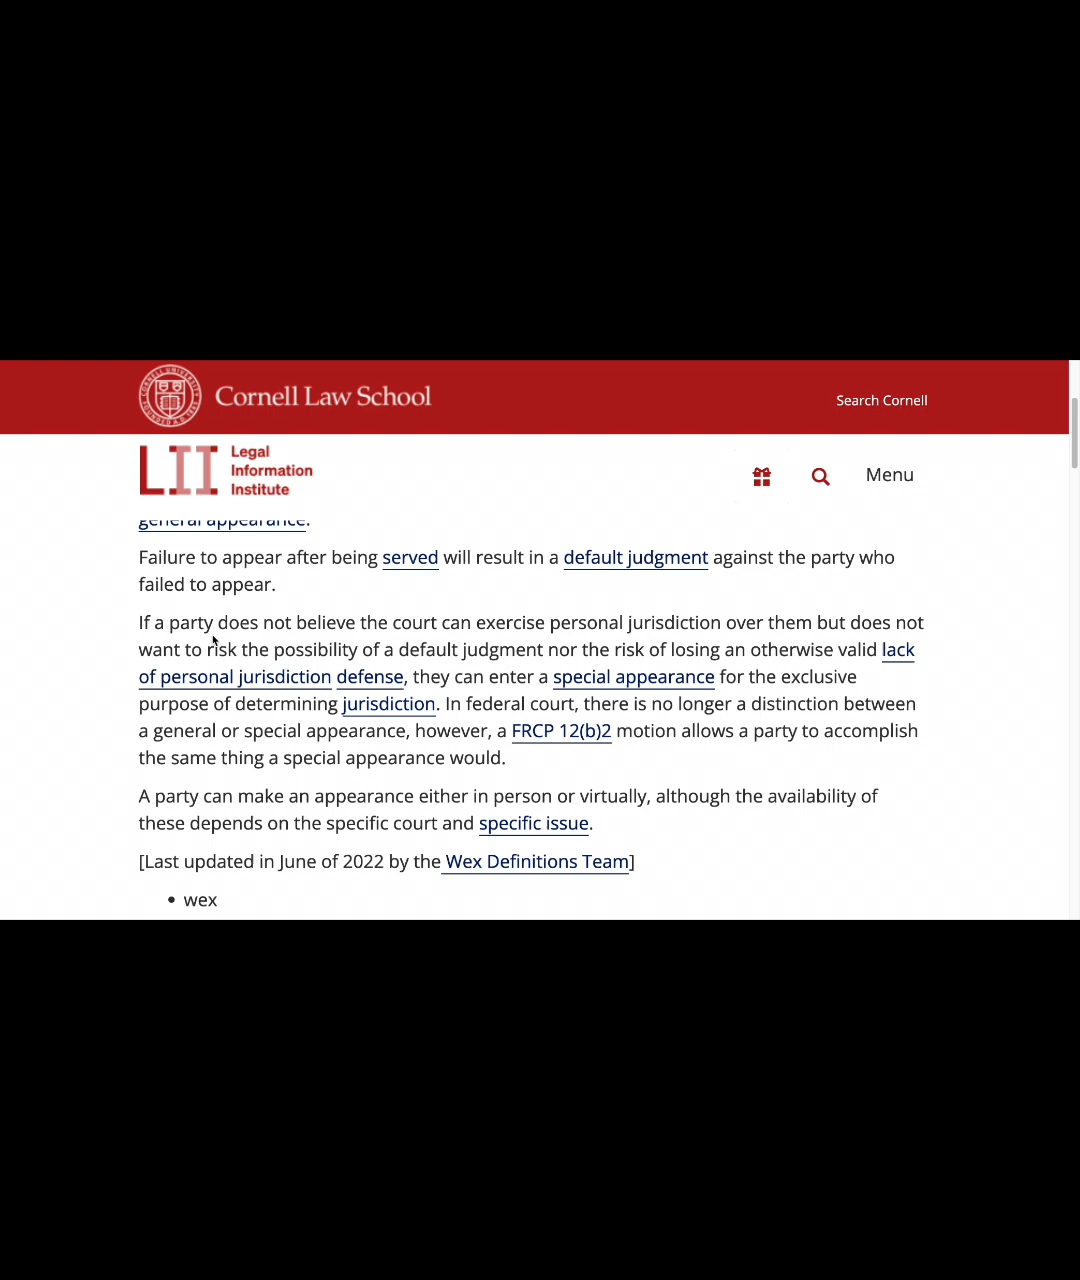 Cornell Law School
Search Cornell
LII Legal
Information
Institute
Menu
general appearance.
Failure to appear after being served will result in a default judgment against the party who
failed to appear.
If a party does not believe the court can exercise personal jurisdiction over them but does not
want to risk the possibility of a default judgment nor the risk of losing an otherwise valid lack
of personal jurisdiction defense, they can enter a special appearance for the exclusive
purpose of determining jurisdiction. In federal court, there is no longer a distinction between
a general or special appearance, however, a FRCP 12(b)2 motion allows a party to accomplish
the same thing a special appearance would.
A party can make an appearance either in person or virtually, although the availability of
these depends on the specific court and specific issue.
[Last updated in June of 2022 by the Wex Definitions Team]
• wex